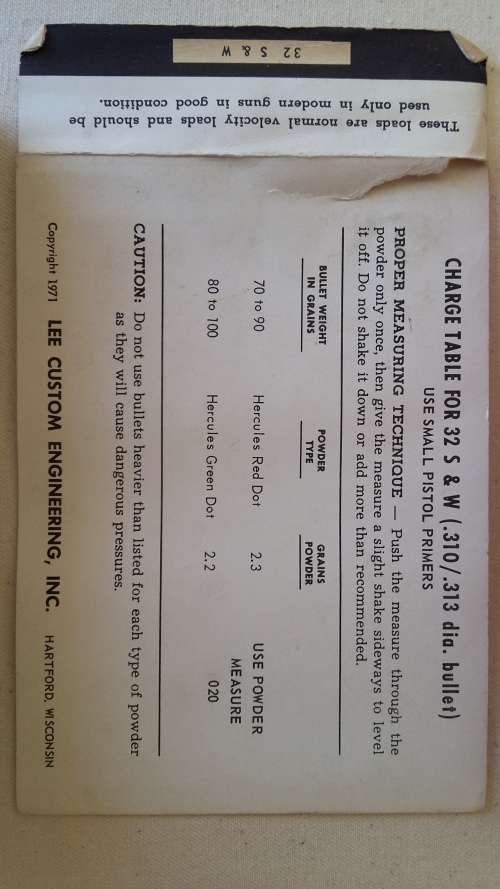 32 S & W
These loads are normal velocity loads and should be
used only in modern guns in good condition.
CHARGE TABLE FOR 32 S & W (.310/.313 dia. bullet)
USE SMALL PISTOL PRIMERS
PROPER MEASURING TECHNIQUE — Push the measure through the
powder only once, then give the measure a slight shake sideways to level
it off. Do not shake it down or add more than recommended.
BULLET WEIGHT IN GRAINS POWDER TYPE GRAINS POWDER
70 to 90 Hercules Red Dot 2.3 USE POWDER
MEASURE
80 to 100 Hercules Green Dot 2.2 020
CAUTION: Do not use bullets heavier than listed for each type of powder
as they will cause dangerous pressures.
Copyright 1971 LEE CUSTOM ENGINEERING, INC. HARTFORD, WISCONSIN